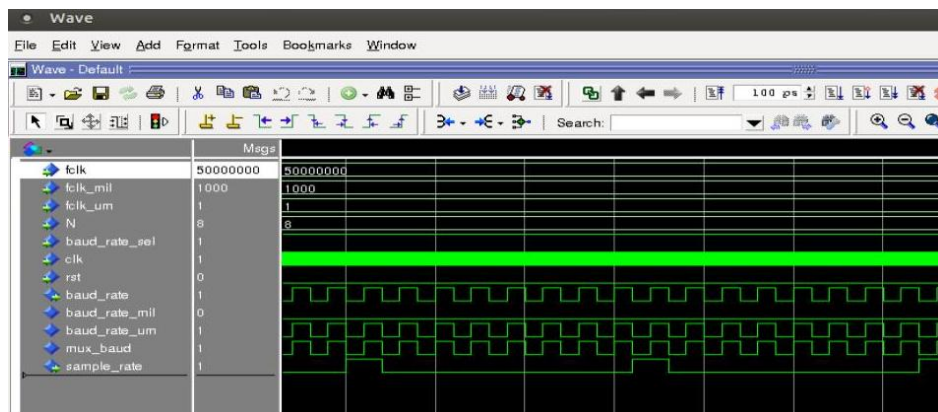 Wave
File Edit View Add Format Tools Bookmarks Window
Wave - Default
100 ps
Search:
Msgs
fclk 50000000 50000000
fclk_mil 1000 1000
fclk_um 1 1
N 8 8
baud_rate_sel 1
clk 1
rst 0
baud_rate 1
baud_rate_mil 0
baud_rate_um 1
mux_baud 1
sample_rate 1